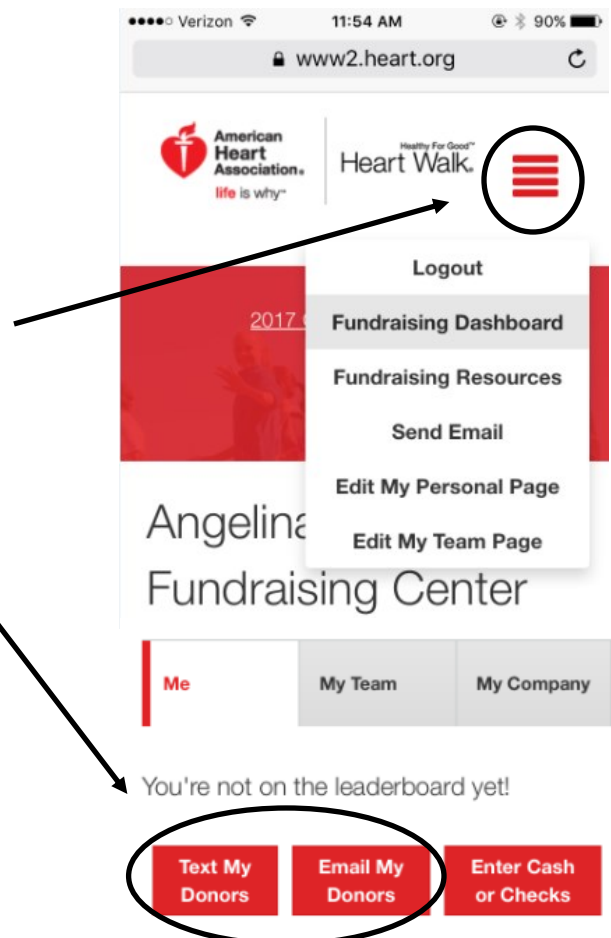 Verizon 11:54 AM 90%
www2.heart.org
American
Heart
Association®
life is why™
Healthy For Good™
Heart Walk®
Logout
2017
Fundraising Dashboard
Fundraising Resources
Send Email
Edit My Personal Page
Edit My Team Page
Angelina
Fundraising Center
Me My Team My Company
You're not on the leaderboard yet!
Text My
Donors
Email My
Donors
Enter Cash
or Checks